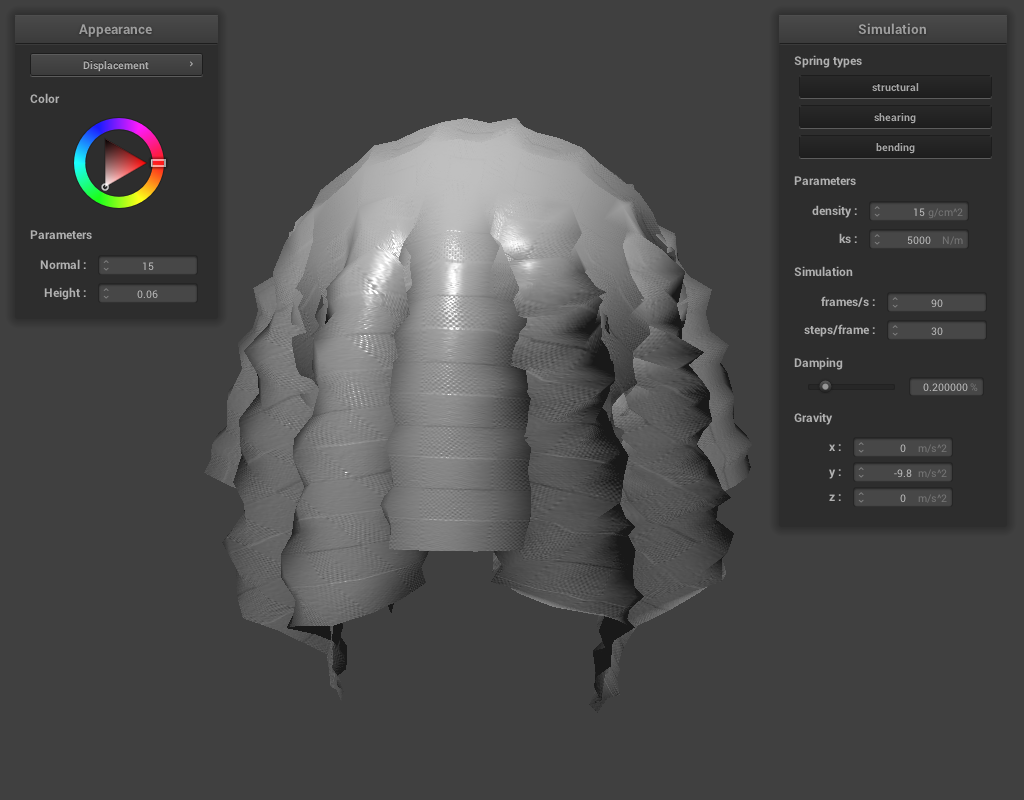 Appearance
Displacement
Color
Parameters
Normal : 15
Height : 0.06
Simulation
Spring types
structural
shearing
bending
Parameters
density : 15 g/cm^2
ks : 5000 N/m
Simulation
frames/s : 90
steps/frame : 30
Damping
0.200000 %
Gravity
x : 0 m/s^2
y : -9.8 m/s^2
z : 0 m/s^2